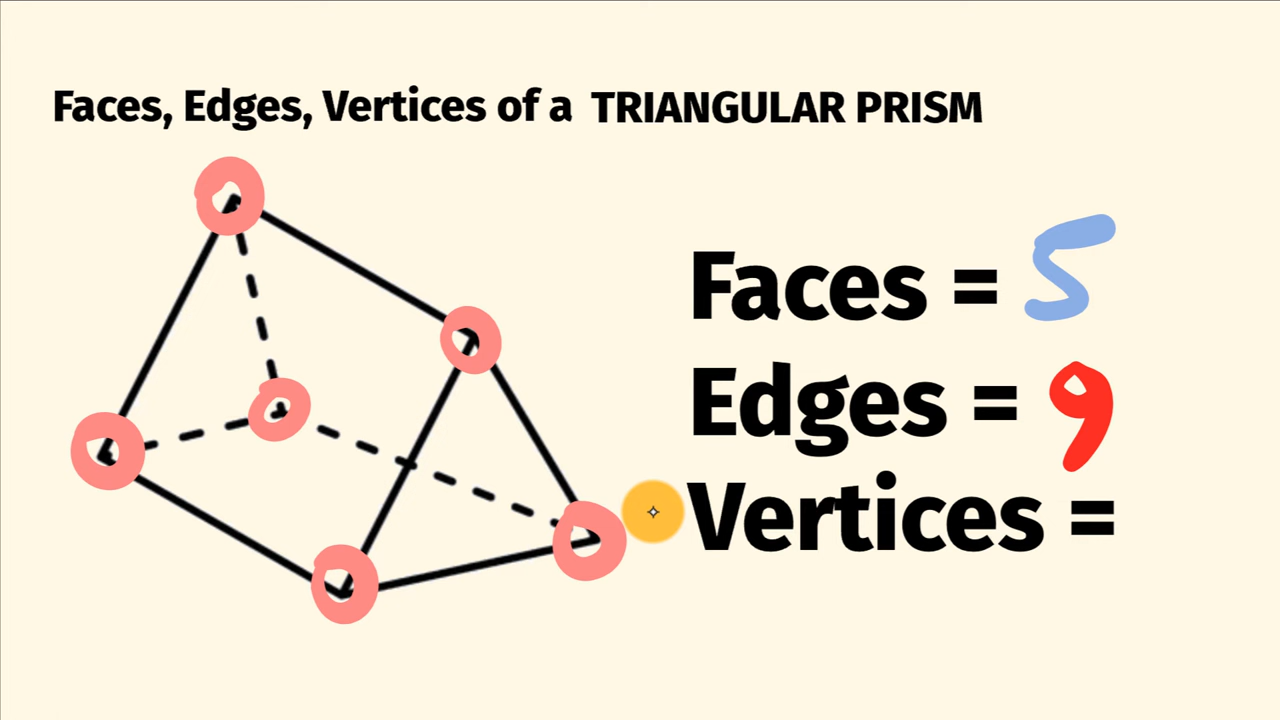 Faces, Edges, Vertices of a TRIANGULAR PRISM
Faces = 5
Edges = 9
Vertices =